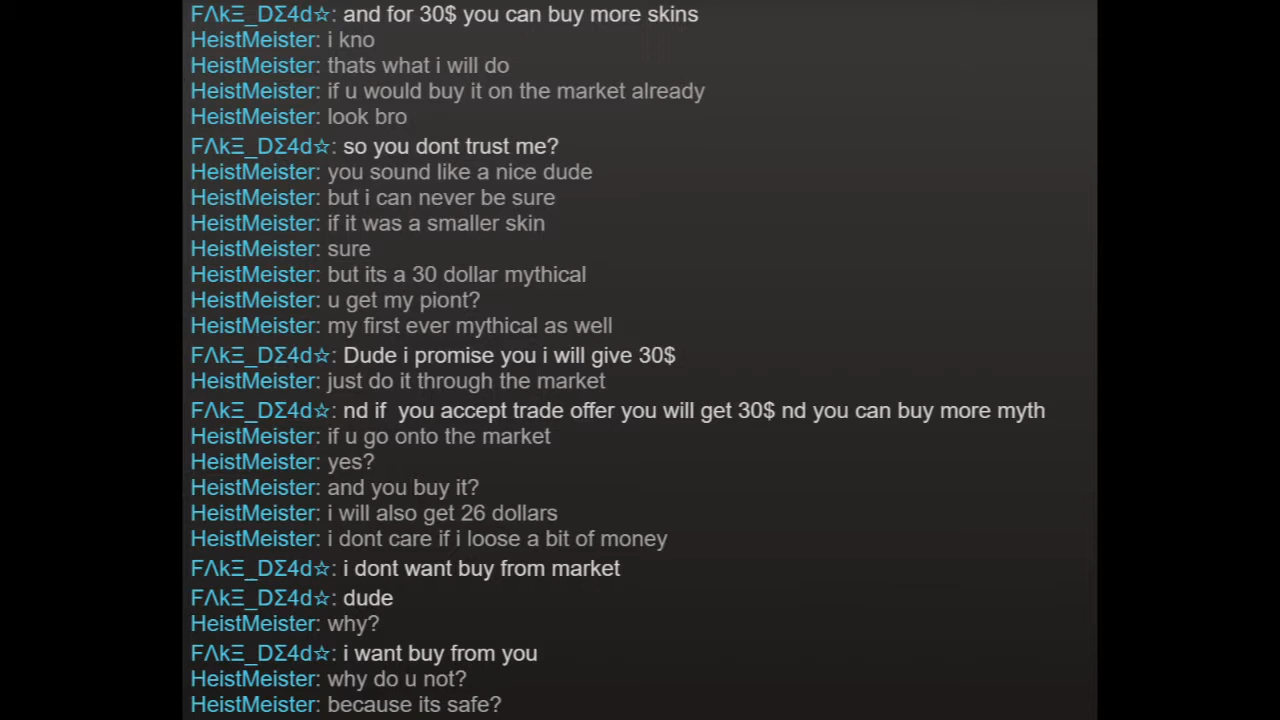 FΛkΞ_DΣ4d☆: and for 30$ you can buy more skins
HeistMeister: i kno
HeistMeister: thats what i will do
HeistMeister: if u would buy it on the market already
HeistMeister: look bro
FΛkΞ_DΣ4d☆: so you dont trust me?
HeistMeister: you sound like a nice dude
HeistMeister: but i can never be sure
HeistMeister: if it was a smaller skin
HeistMeister: sure
HeistMeister: but its a 30 dollar mythical
HeistMeister: u get my piont?
HeistMeister: my first ever mythical as well
FΛkΞ_DΣ4d☆: Dude i promise you i will give 30$
HeistMeister: just do it through the market
FΛkΞ_DΣ4d☆: nd if  you accept trade offer you will get 30$ nd you can buy more myth
HeistMeister: if u go onto the market
HeistMeister: yes?
HeistMeister: and you buy it?
HeistMeister: i will also get 26 dollars
HeistMeister: i dont care if i loose a bit of money
FΛkΞ_DΣ4d☆: i dont want buy from market
FΛkΞ_DΣ4d☆: dude
HeistMeister: why?
FΛkΞ_DΣ4d☆: i want buy from you
HeistMeister: why do u not?
HeistMeister: because its safe?